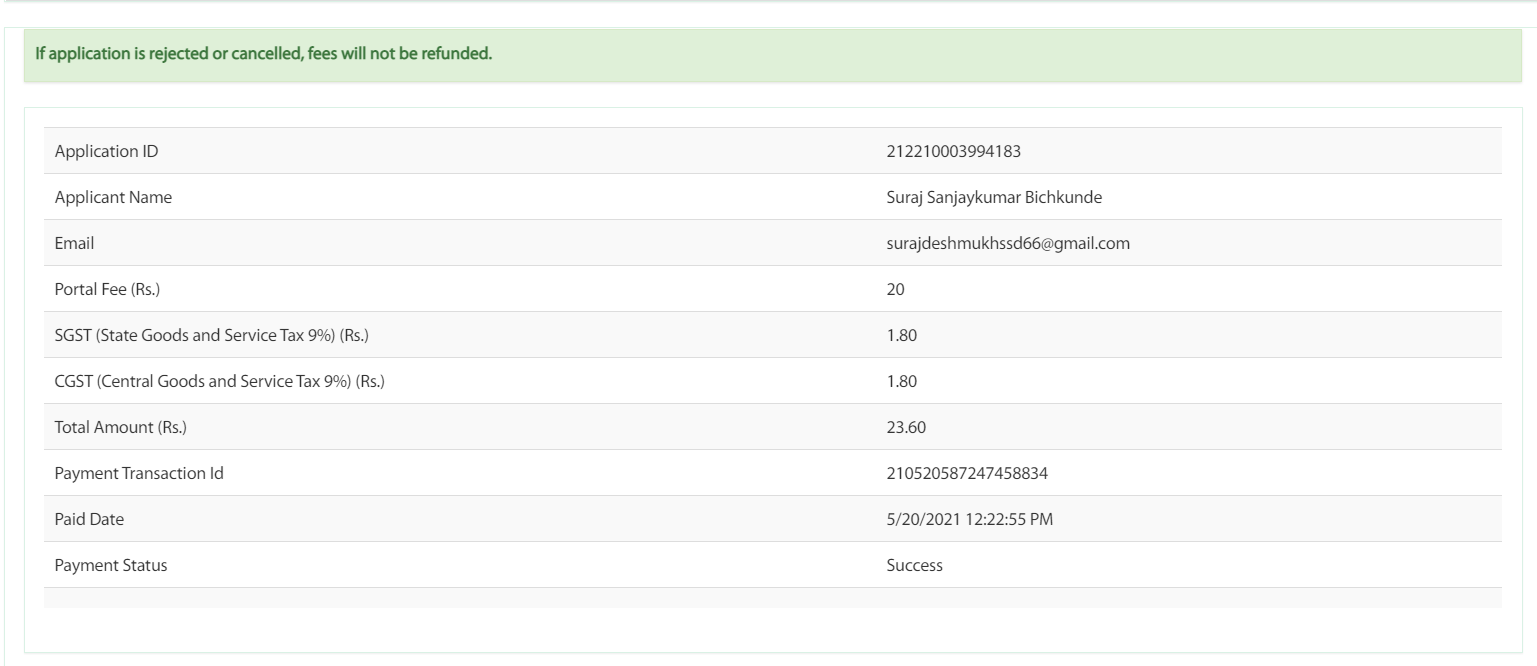 If application is rejected or cancelled, fees will not be refunded.
Application ID 212210003994183
Applicant Name Suraj Sanjaykumar Bichkunde
Email surajdeshmukhssd66@gmail.com
Portal Fee (Rs.) 20
SGST (State Goods and Service Tax 9%) (Rs.) 1.80
CGST (Central Goods and Service Tax 9%) (Rs.) 1.80
Total Amount (Rs.) 23.60
Payment Transaction Id 210520587247458834
Paid Date 5/20/2021 12:22:55 PM
Payment Status Success